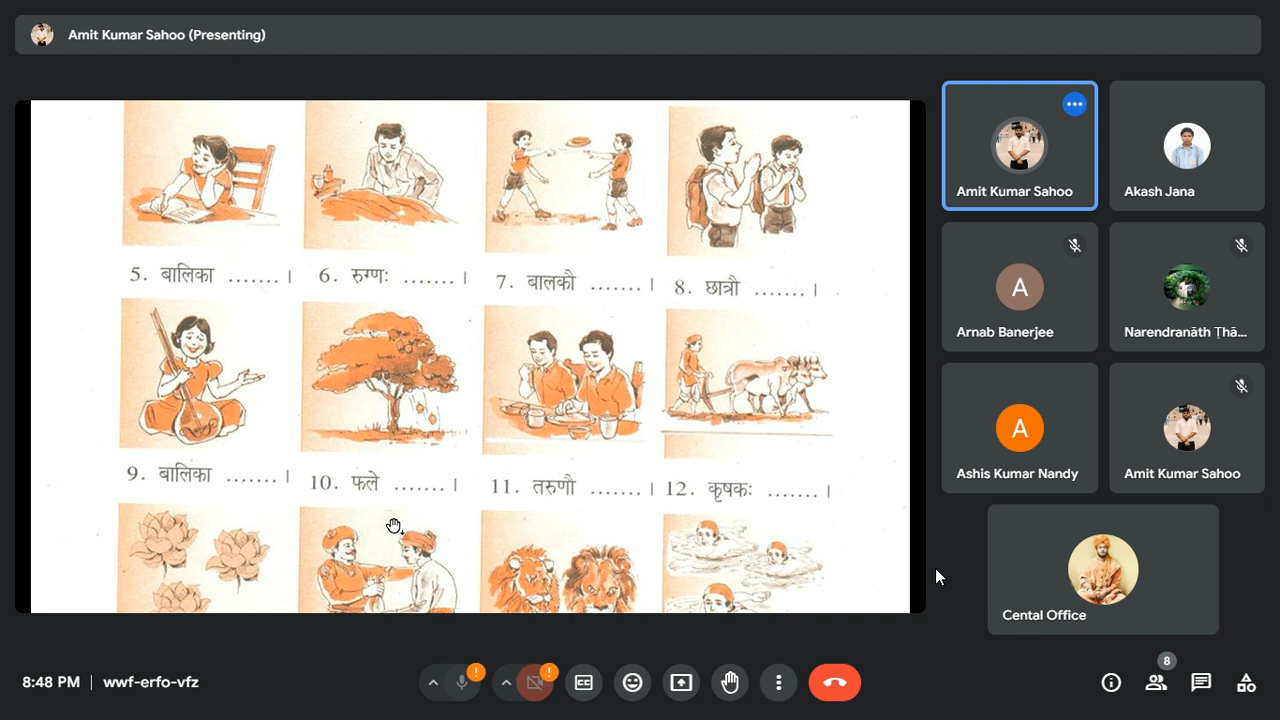 Amit Kumar Sahoo (Presenting)
5. बालिका ....... ।
6. रुग्णः ....... ।
7. बालकौ ....... ।
8. छात्रौ ....... ।
9. बालिका ....... ।
10. फले ....... ।
11. तरुणौ ....... ।
12. कृषकः ....... ।
Amit Kumar Sahoo
Akash Jana
A
Arnab Banerjee
Narendranāth Ṭhā...
A
Ashis Kumar Nandy
Amit Kumar Sahoo
Cental Office
8:48 PM | wwf-erfo-vfz
8